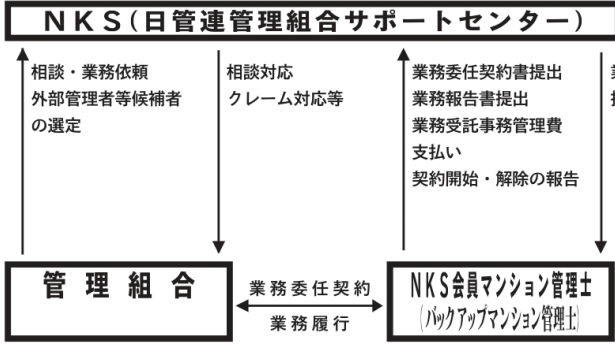 NKS(日管連管理組合サポートセンター)
相談・業務依頼
外部管理者等候補者
の選定
相談対応
クレーム対応等
業務委任契約書提出
業務報告書提出
業務受託事務管理費
支払い
契約開始・解除の報告
管理組合
業務委任契約
業務履行
NKS会員マンション管理士
(バックアップマンション管理士)